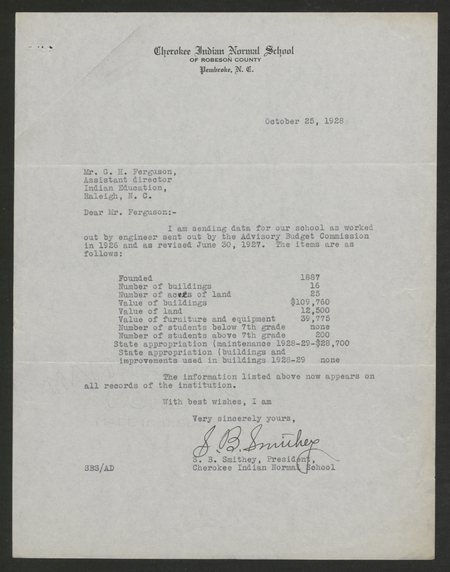 Cherokee Indian Normal School
OF ROBESON COUNTY
Pembroke, N. C.
October 25, 1928
Mr. G. H. Ferguson,
Assistant director
Indian Education,
Raleigh, N. C.
Dear Mr. Ferguson:-
I am sending data for our school as worked
out by engineer sent out by the Advisory Budget Commission
in 1926 and as revised June 30, 1927. The items are as
follows:
Founded 1887
Number of buildings 16
Number of acres of land 25
Value of buildings $109,760
Value of land 12,500
Value of furniture and equipment 39,775
Number of students below 7th grade none
Number of students above 7th grade 200
State appropriation (maintenance 1928-29-$28,700
State appropriation (buildings and
improvements used in buildings 1928-29 none
The information listed above now appears on
all records of the institution.
With best wishes, I am
Very sincerely yours,
S. B. Smithey
S. B. Smithey, President,
SBS/AD Cherokee Indian Normal School